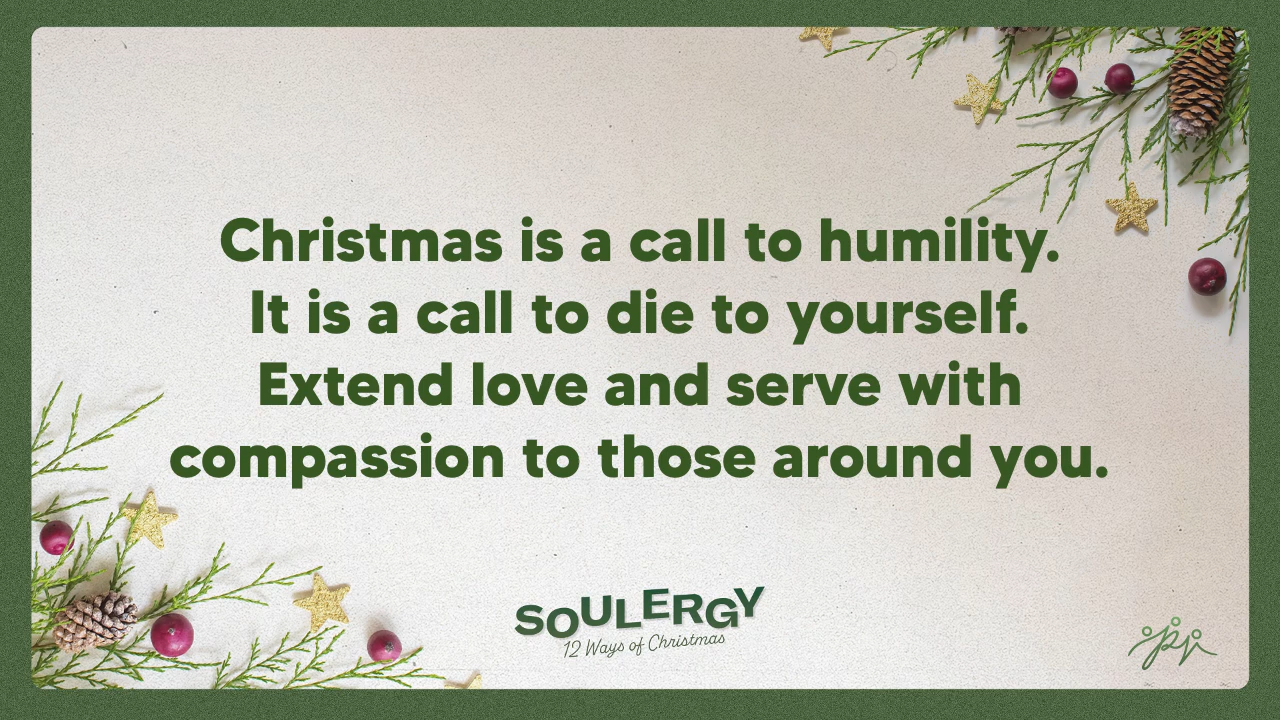 Christmas is a call to humility.
It is a call to die to yourself.
Extend love and serve with
compassion to those around you.
SOULERGY
12 Ways of Christmas